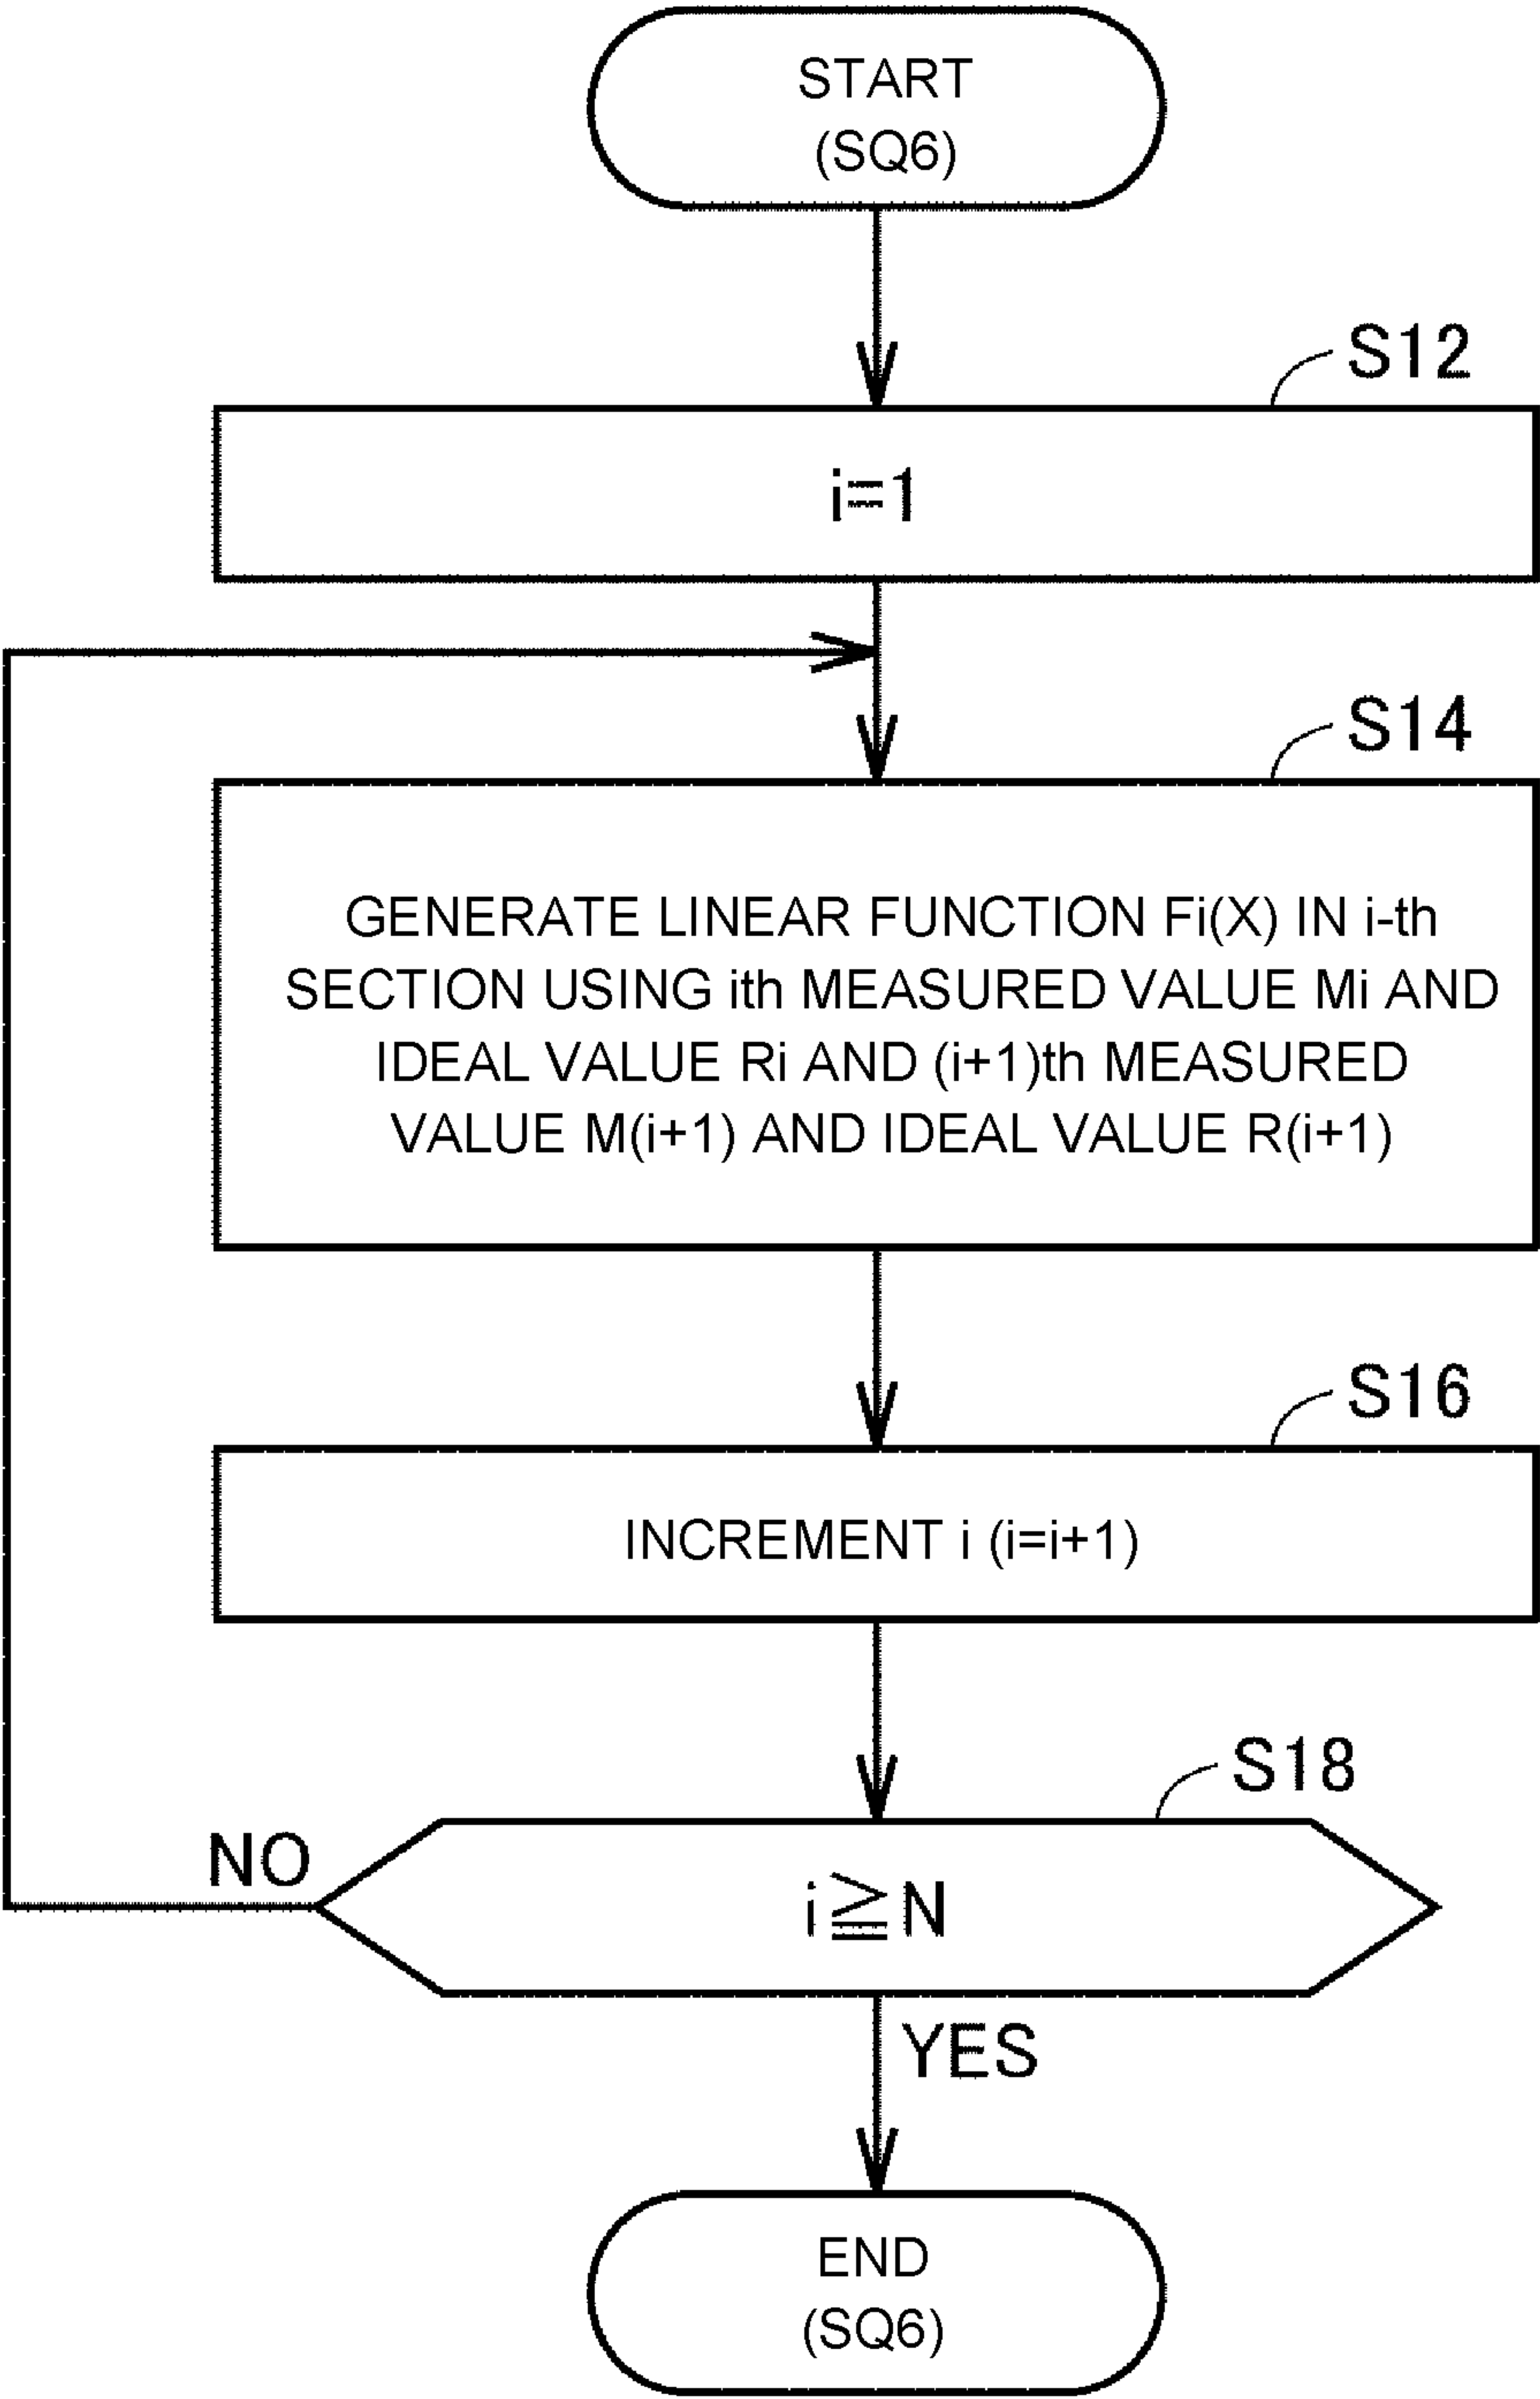 START
(SQ6)
S12
i=1
S14
GENERATE LINEAR FUNCTION Fi(X) IN i-th
SECTION USING ith MEASURED VALUE Mi AND
IDEAL VALUE Ri AND (i+1)th MEASURED
VALUE M(i+1) AND IDEAL VALUE R(i+1)
S16
INCREMENT i (i=i+1)
S18
NO
i≧N
YES
END
(SQ6)